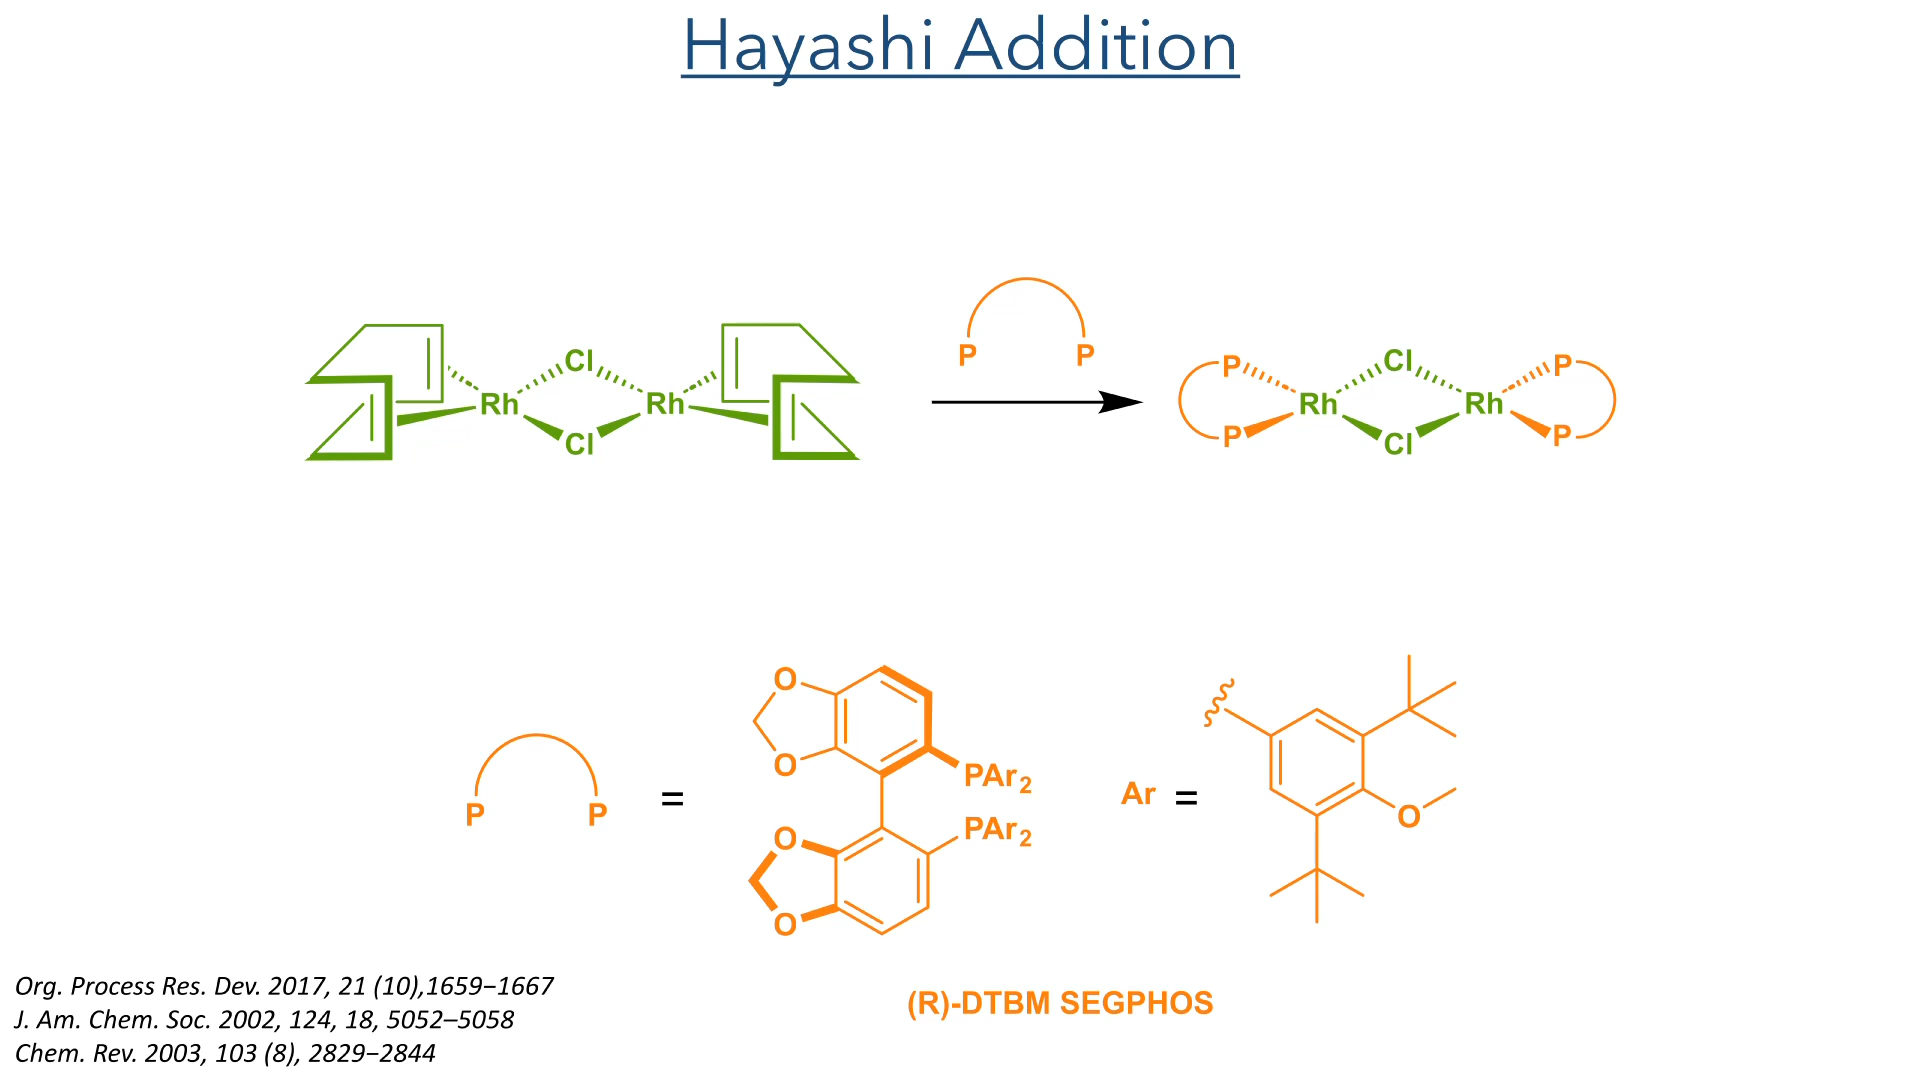 Hayashi Addition
Cl
Rh Rh
Cl
P P
P Cl P
Rh Rh
P Cl P
P P
=
O
O
PAr2
O
PAr2
O
Ar =
O
(R)-DTBM SEGPHOS
Org. Process Res. Dev. 2017, 21 (10),1659−1667
J. Am. Chem. Soc. 2002, 124, 18, 5052–5058
Chem. Rev. 2003, 103 (8), 2829−2844